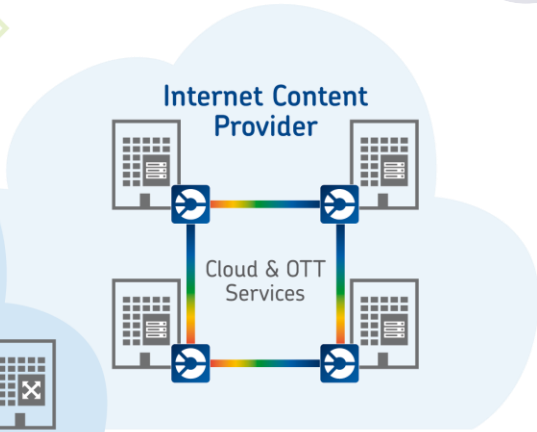 Internet Content
Provider
Cloud & OTT
Services